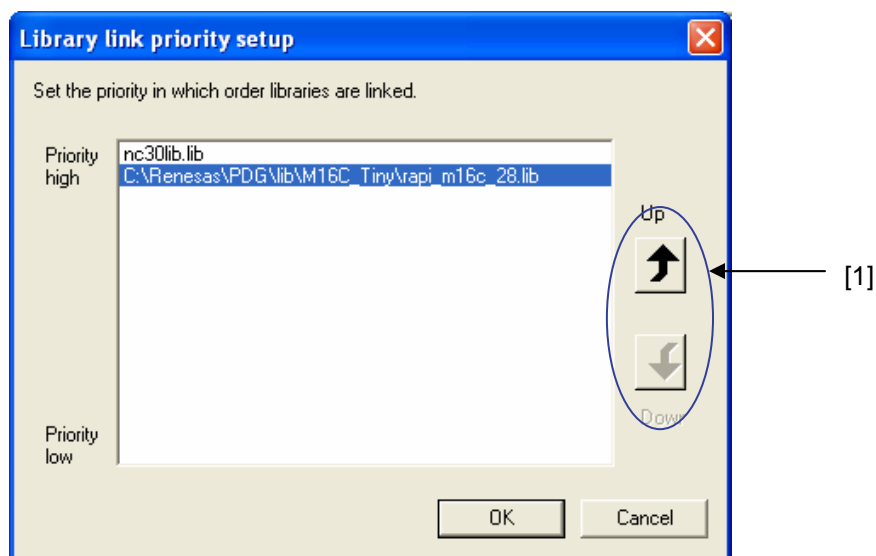 Library link priority setup
Set the priority in which order libraries are linked.
Priority
high
nc30lib.lib
C:\Renesas\PDG\lib\M16C_Tiny\rapi_m16c_28.lib
Up
[1]
Down
Priority
low
OK
Cancel